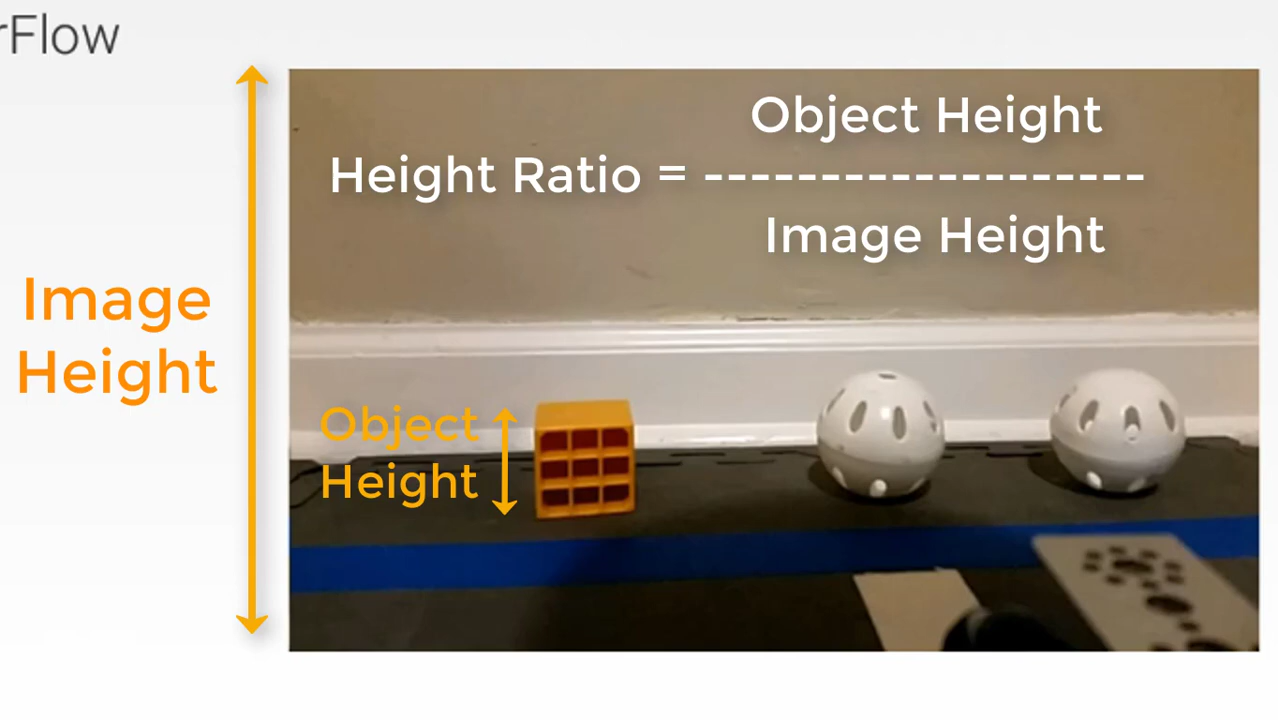 rFlow
Object Height
Height Ratio = -------------------
Image Height
Image
Height
Object
Height